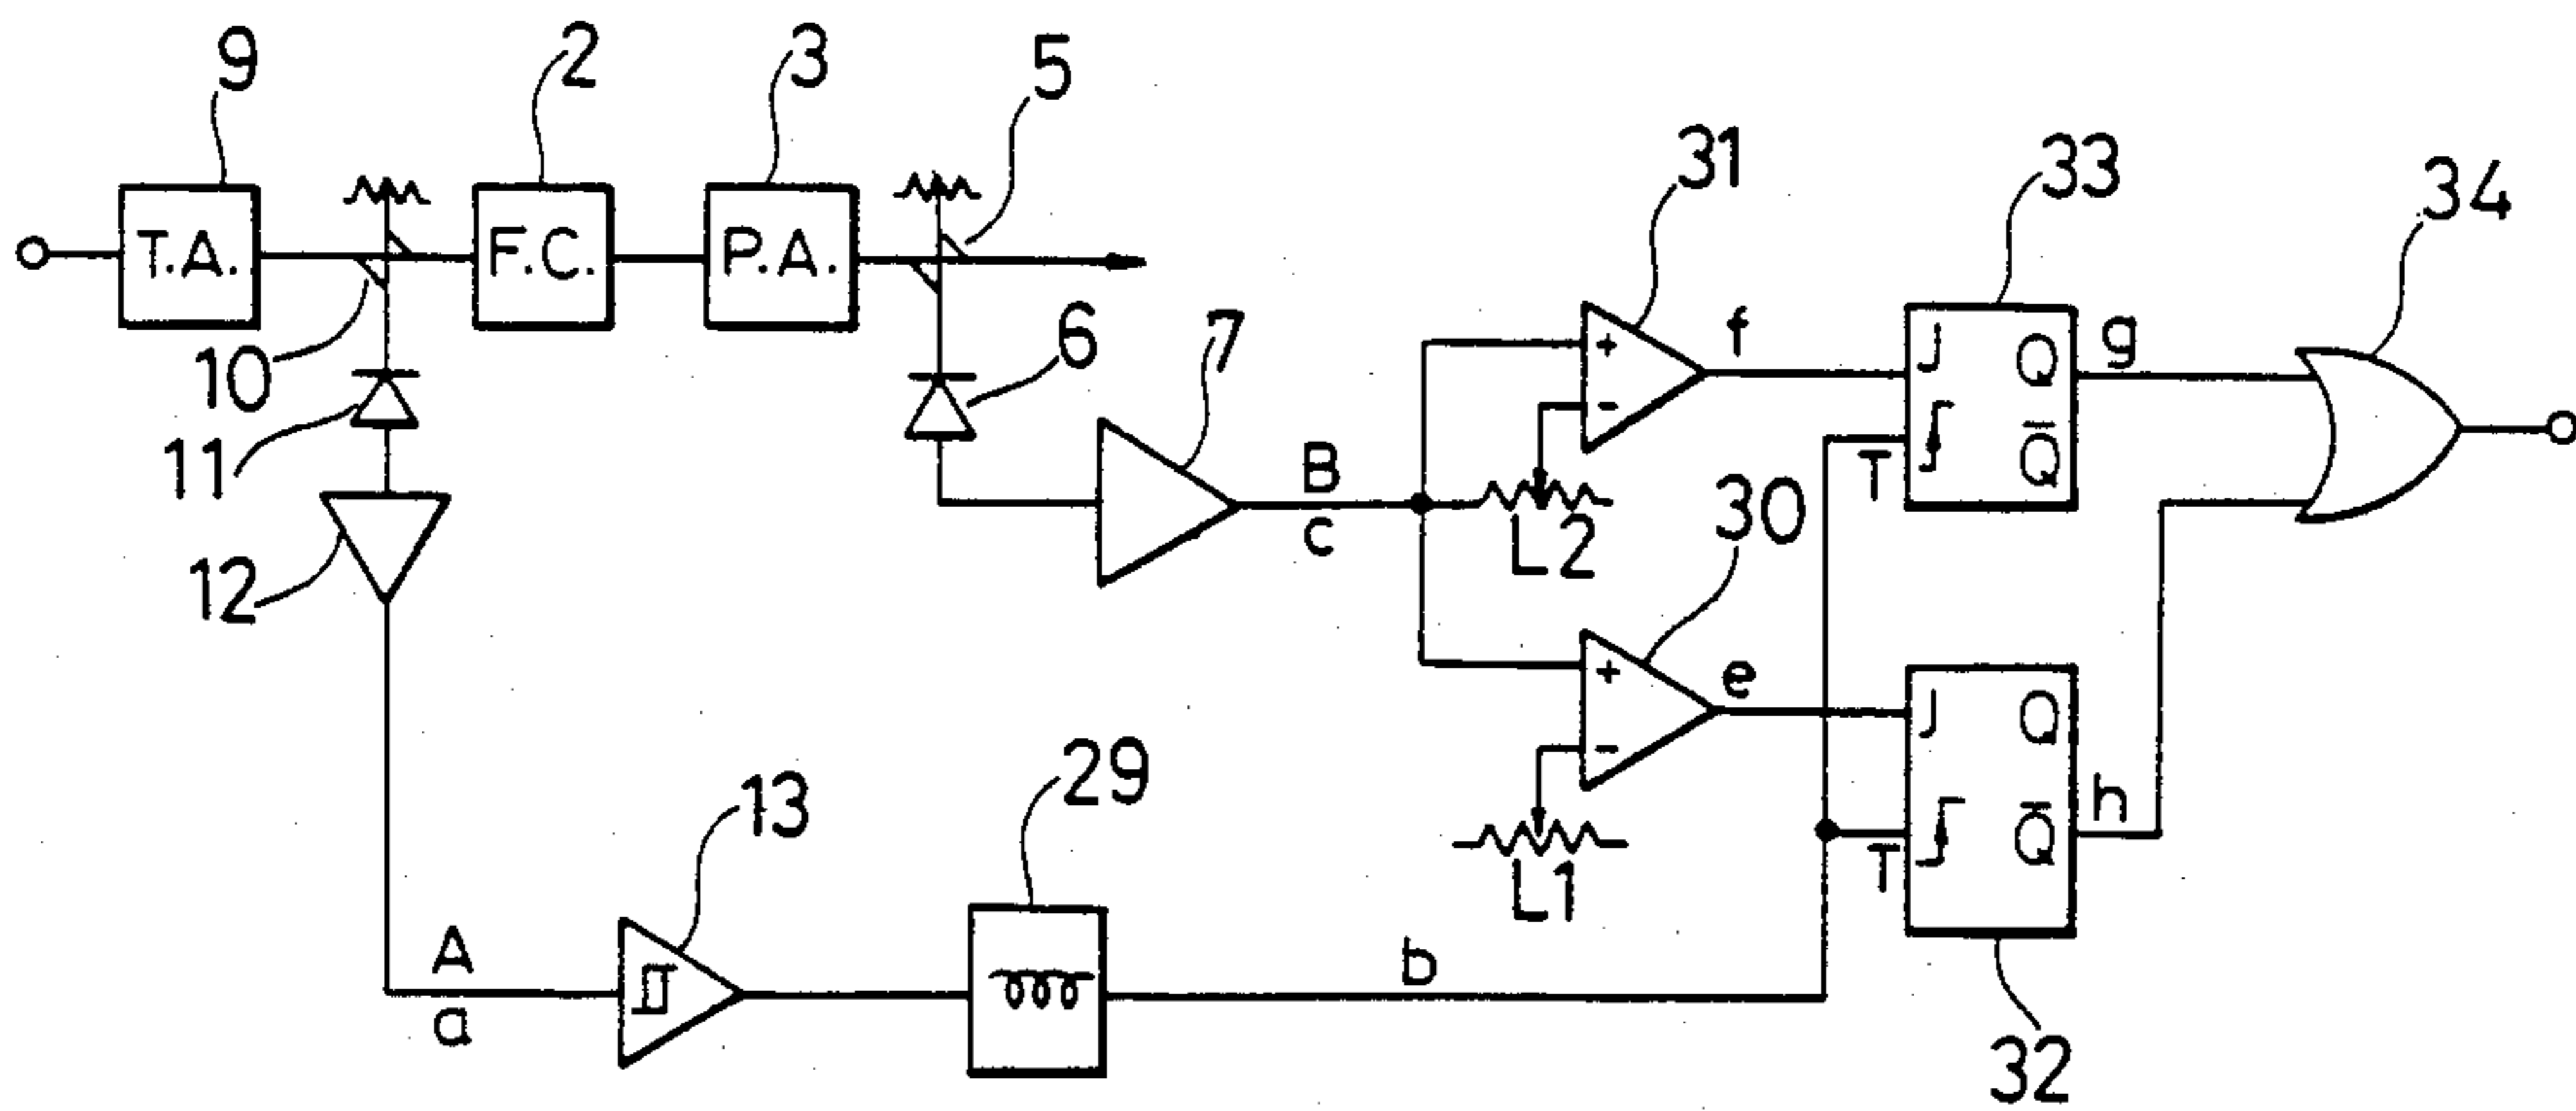 9
2
3
5
T.A.
F.C.
P.A.
10
11
12
6
7
31
33
34
B
c
+
-
f
J
Q
T
Q̅
g
L2
30
+
-
e
J
Q
T
Q̅
h
L1
32
A
a
13
29
b